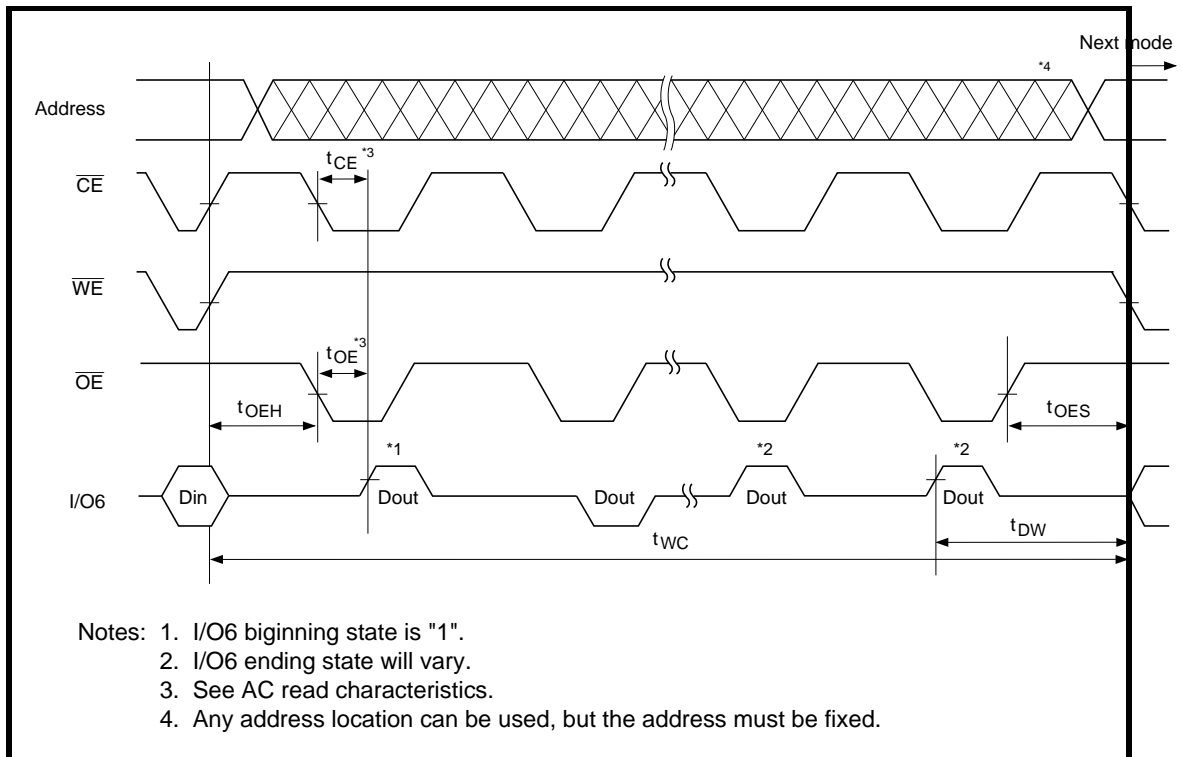 Next mode
*4
Address
tCE *3
CE
WE
tOE *3
OE
tOEH
tOES
*1
*2
*2
I/O6
Din
Dout
Dout
Dout
Dout
tWC
tDW
Notes: 1. I/O6 biginning state is "1".
2. I/O6 ending state will vary.
3. See AC read characteristics.
4. Any address location can be used, but the address must be fixed.